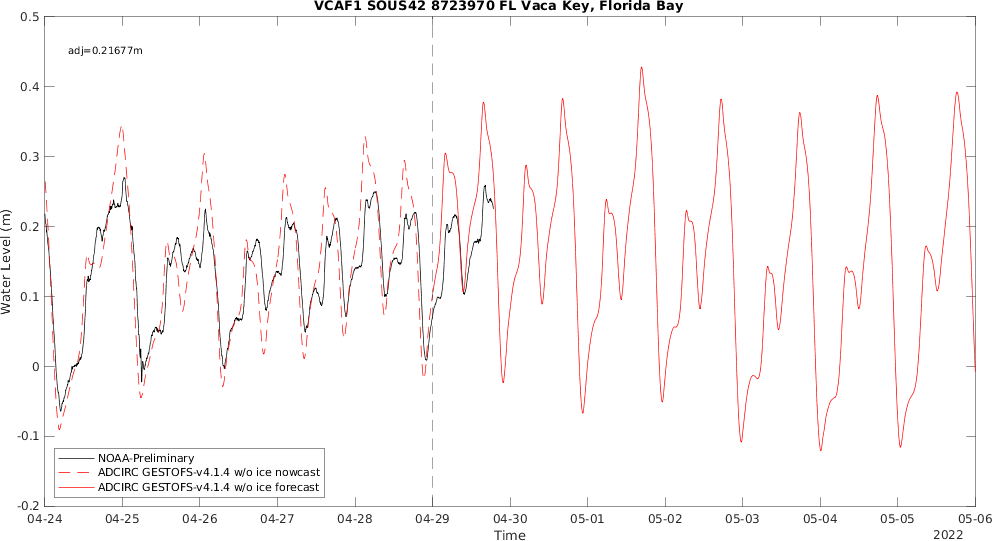 VCAF1 SOUS42 8723970 FL Vaca Key, Florida Bay
adj=0.21677m
Water Level (m)
0.5
0.4
0.3
0.2
0.1
0
-0.1
-0.2
NOAA-Preliminary
ADCIRC GESTOFS-v4.1.4 w/o ice nowcast
ADCIRC GESTOFS-v4.1.4 w/o ice forecast
04-24 04-25 04-26 04-27 04-28 04-29 04-30 05-01 05-02 05-03 05-04 05-05 05-06
Time
2022